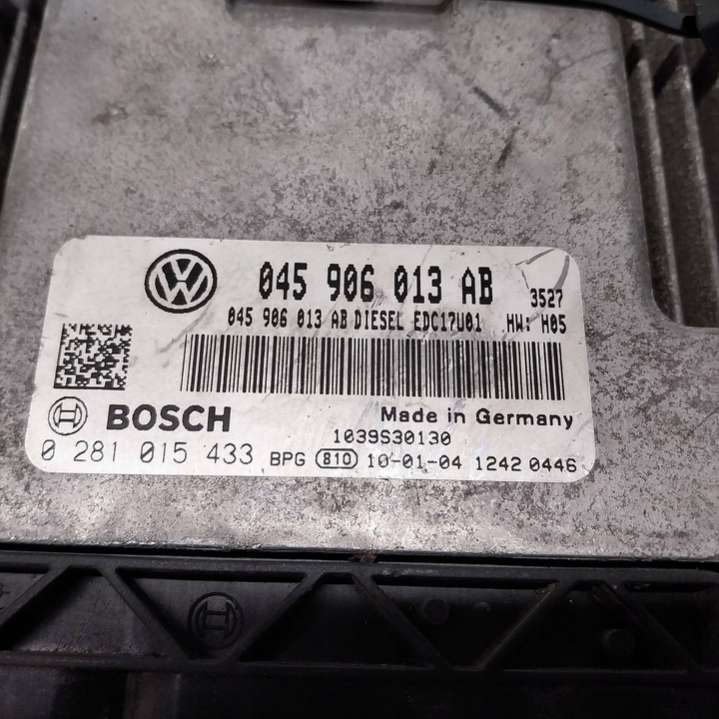 045 906 013 AB 3527
045 906 013 AB DIESEL EDC17U01 HW: H05
BOSCH Made in Germany
1039S30130
0 281 015 433 BPG 810 10-01-04 1242 0446